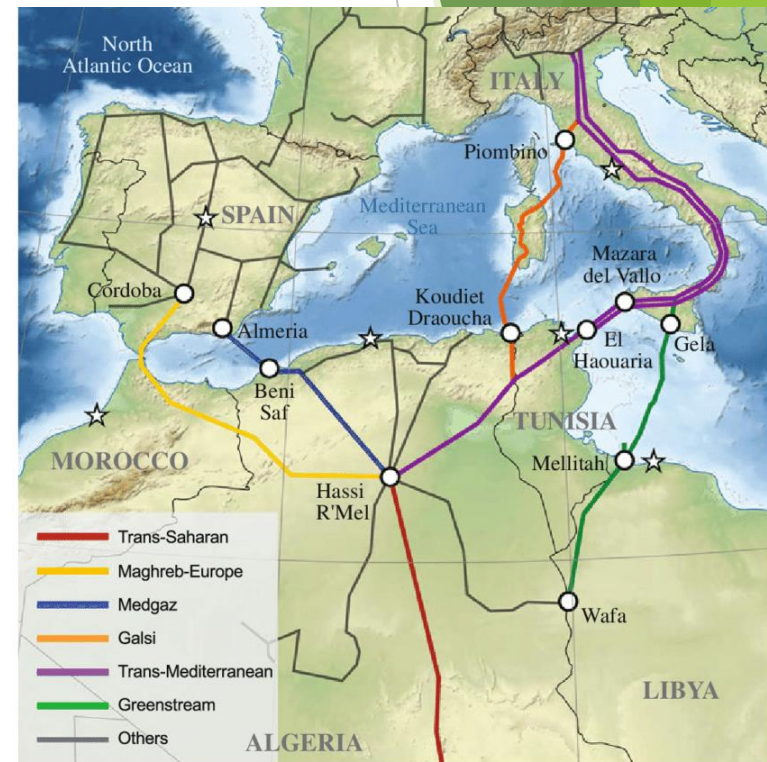 North
Atlantic Ocean
ITALY
Piombino
SPAIN
Mediterranean
Sea
Mazara
del Vallo
Cordoba
Koudiet
Draoucha
Almeria
El
Haouaria
Gela
Beni
Saf
TUNISIA
MOROCCO
Mellitah
Hassi
R'Mel
Trans-Saharan
Maghreb-Europe
Medgaz
Wafa
Galsi
Trans-Mediterranean
LIBYA
Greenstream
Others
ALGERIA